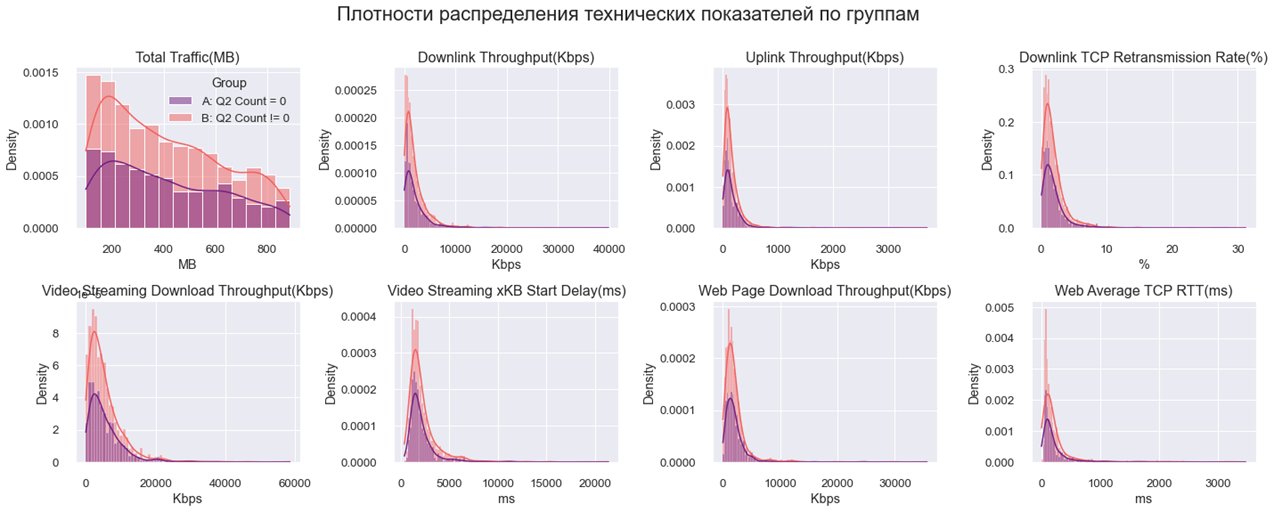 Плотности распределения технических показателей по группам
Total Traffic(MB)
Density
0.0015
0.0010
0.0005
0.0000
Group
A: Q2 Count = 0
B: Q2 Count != 0
200 400 600 800
MB
Downlink Throughput(Kbps)
Density
0.00025
0.00020
0.00015
0.00010
0.00005
0.00000
0 10000 20000 30000 40000
Kbps
Uplink Throughput(Kbps)
Density
0.003
0.002
0.001
0.000
0 1000 2000 3000
Kbps
Downlink TCP Retransmission Rate(%)
Density
0.3
0.2
0.1
0.0
0 10 20 30
%
Video Streaming Download Throughput(Kbps)
Density
8
6
4
2
0
0 20000 40000 60000
Kbps
Video Streaming xKB Start Delay(ms)
Density
0.0004
0.0003
0.0002
0.0001
0.0000
0 5000 10000 15000 20000
ms
Web Page Download Throughput(Kbps)
Density
0.0003
0.0002
0.0001
0.0000
0 10000 20000 30000
Kbps
Web Average TCP RTT(ms)
Density
0.005
0.004
0.003
0.002
0.001
0.000
0 1000 2000 3000
ms